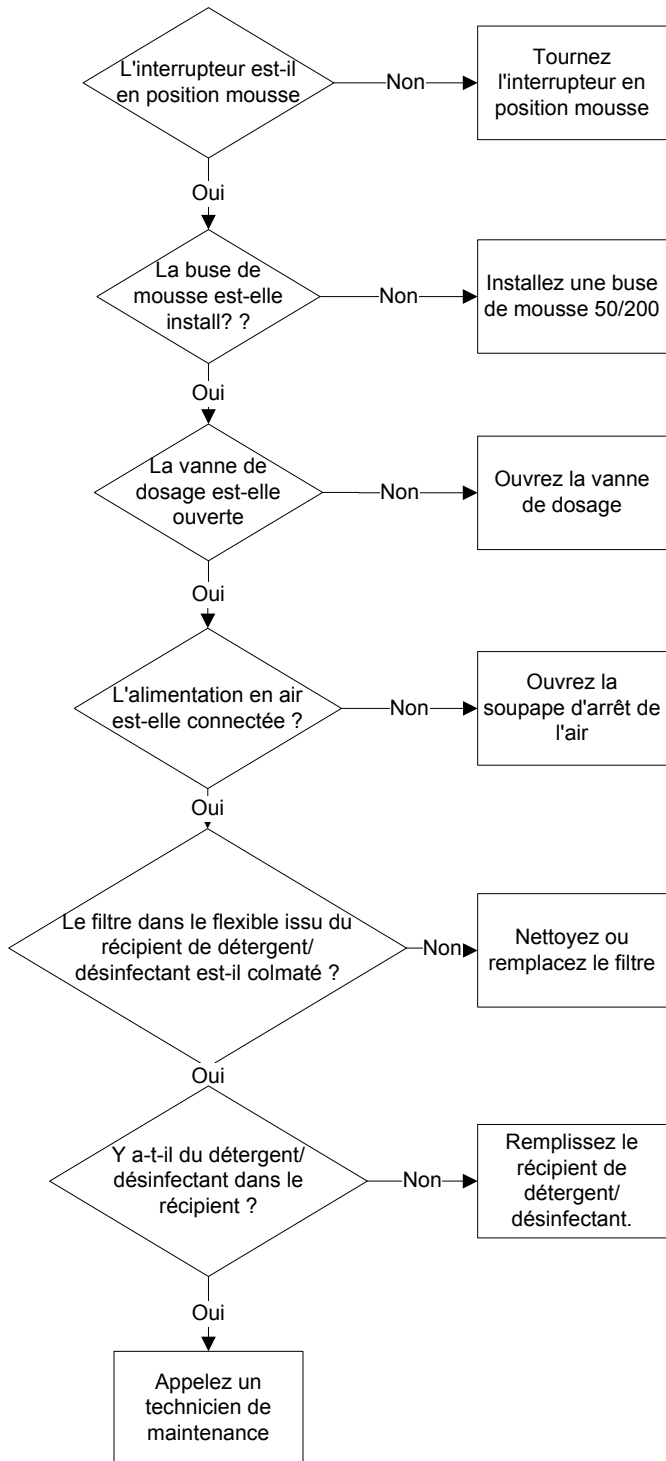 L'interrupteur est-il
en position mousse
Non
Tournez
l'interrupteur en
position mousse
Oui
La buse de
mousse est-elle
install? ?
Non
Installez une buse
de mousse 50/200
Oui
La vanne de
dosage est-elle
ouverte
Non
Ouvrez la vanne
de dosage
Oui
L'alimentation en air
est-elle connectée ?
Non
Ouvrez la
soupape d'arrêt de
l'air
Oui
Le filtre dans le flexible issu du
récipient de détergent/
désinfectant est-il colmaté ?
Non
Nettoyez ou
remplacez le filtre
Oui
Y a-t-il du détergent/
désinfectant dans le
récipient ?
Non
Remplissez le
récipient de
détergent/
désinfectant.
Oui
Appelez un
technicien de
maintenance